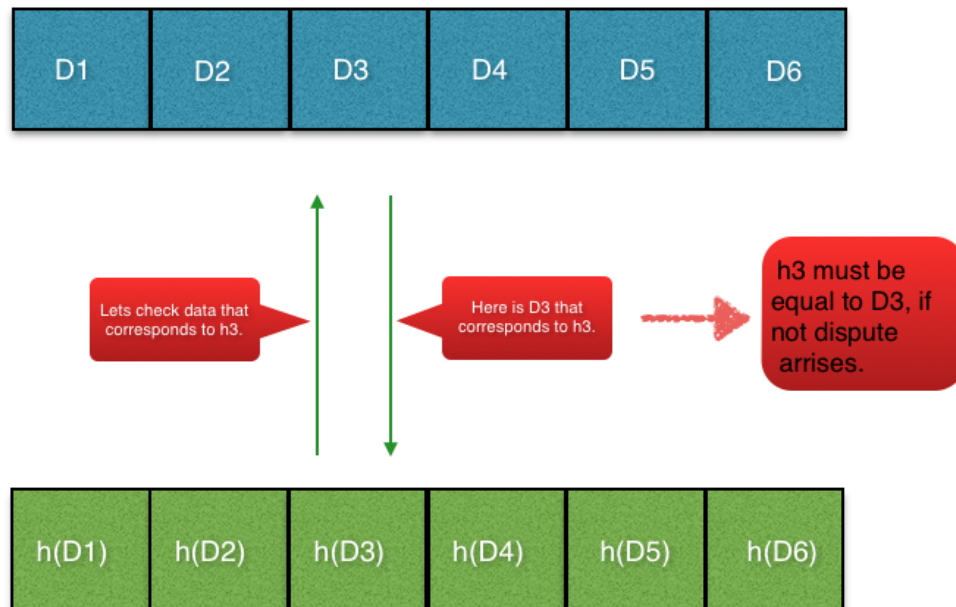 D1 D2 D3 D4 D5 D6
Lets check data that
corresponds to h3.
Here is D3 that
corresponds to h3.
h3 must be
equal to D3, if
not dispute
arrises.
h(D1) h(D2) h(D3) h(D4) h(D5) h(D6)